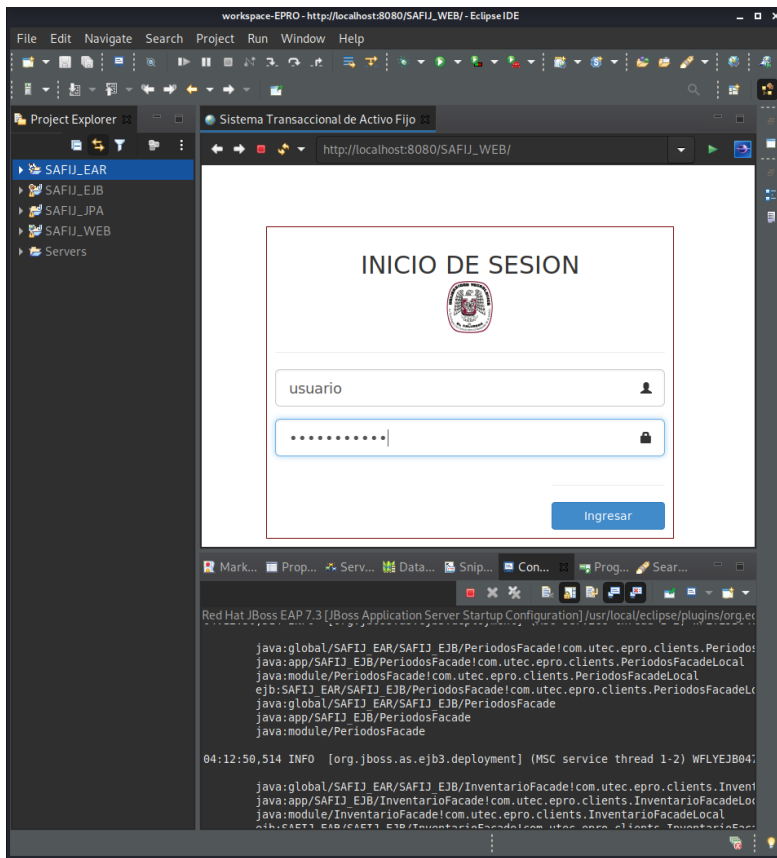 workspace-EPRO - http://localhost:8080/SAFIJ_WEB/ - Eclipse IDE
File Edit Navigate Search Project Run Window Help
Project Explorer
Sistema Transaccional de Activo Fijo
http://localhost:8080/SAFIJ_WEB/
SAFIJ_EAR
SAFIJ_EJB
SAFIJ_JPA
SAFIJ_WEB
Servers
INICIO DE SESION
usuario
Ingresar
Mark... Prop... Serv... Data... Snip... Con... Prog... Sear...
Red Hat JBoss EAP 7.3 [JBoss Application Server Startup Configuration] /usr/local/eclipse/plugins/org.ec
java:global/SAFIJ_EAR/SAFIJ_EJB/PeriodosFacade!com.utec.epro.clients.Periodos
java:app/SAFIJ_EJB/PeriodosFacade!com.utec.epro.clients.PeriodosFacadeLocal
java:module/PeriodosFacade!com.utec.epro.clients.PeriodosFacadeLocal
ejb:SAFIJ_EAR/SAFIJ_EJB/PeriodosFacade!com.utec.epro.clients.PeriodosFacadeLo
java:global/SAFIJ_EAR/SAFIJ_EJB/PeriodosFacade
java:app/SAFIJ_EJB/PeriodosFacade
java:module/PeriodosFacade
04:12:50,514 INFO [org.jboss.as.ejb3.deployment] (MSC service thread 1-2) WFLYEJB047
java:global/SAFIJ_EAR/SAFIJ_EJB/InventarioFacade!com.utec.epro.clients.Invent
java:app/SAFIJ_EJB/InventarioFacade!com.utec.epro.clients.InventarioFacadeLoc
java:module/InventarioFacade!com.utec.epro.clients.InventarioFacadeLocal